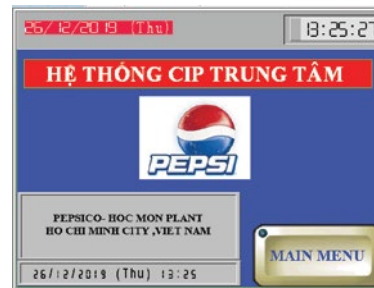 26/12/2019 (Thu)
13:25:27
HỆ THỐNG CIP TRUNG TÂM
PEPSI
PEPSICO- HOC MON PLANT
HO CHI MINH CITY ,VIET NAM
MAIN MENU
26/12/2019 (Thu) 13:25